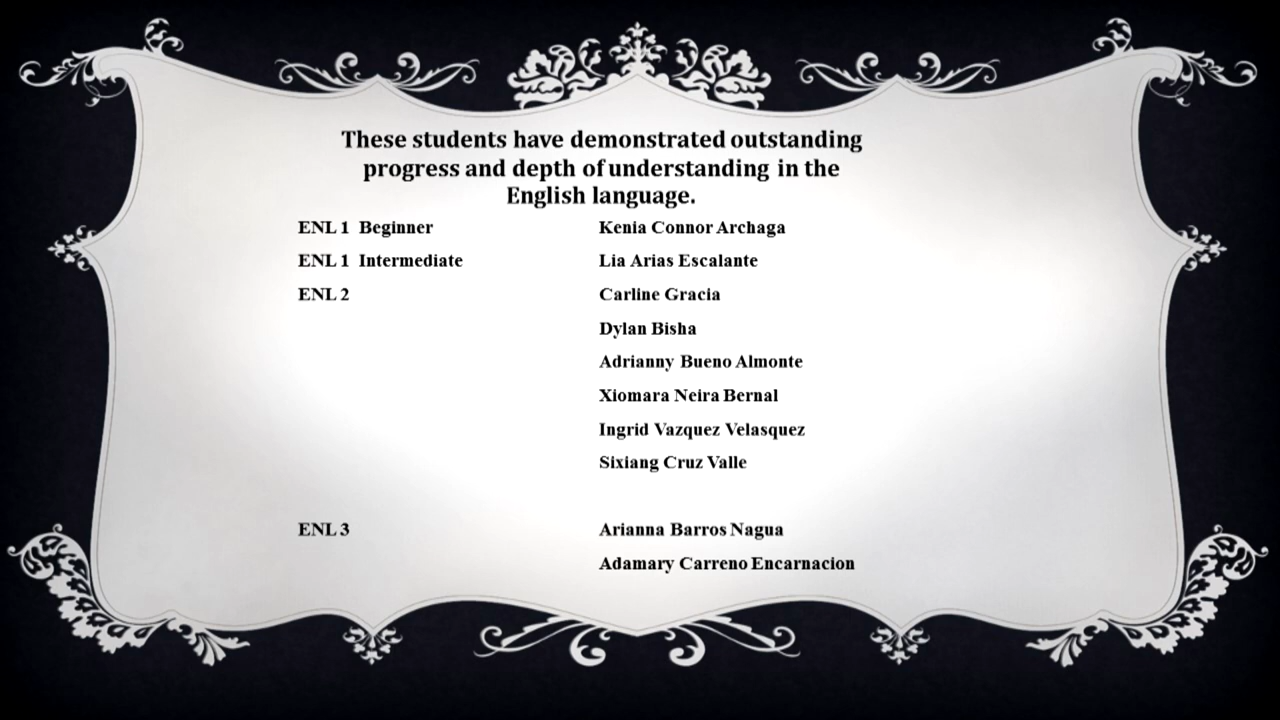 These students have demonstrated outstanding
progress and depth of understanding in the
English language.
ENL 1 Beginner Kenia Connor Archaga
ENL 1 Intermediate Lia Arias Escalante
ENL 2 Carline Gracia
Dylan Bisha
Adrianny Bueno Almonte
Xiomara Neira Bernal
Ingrid Vazquez Velasquez
Sixiang Cruz Valle
ENL 3 Arianna Barros Nagua
Adamary Carreno Encarnacion